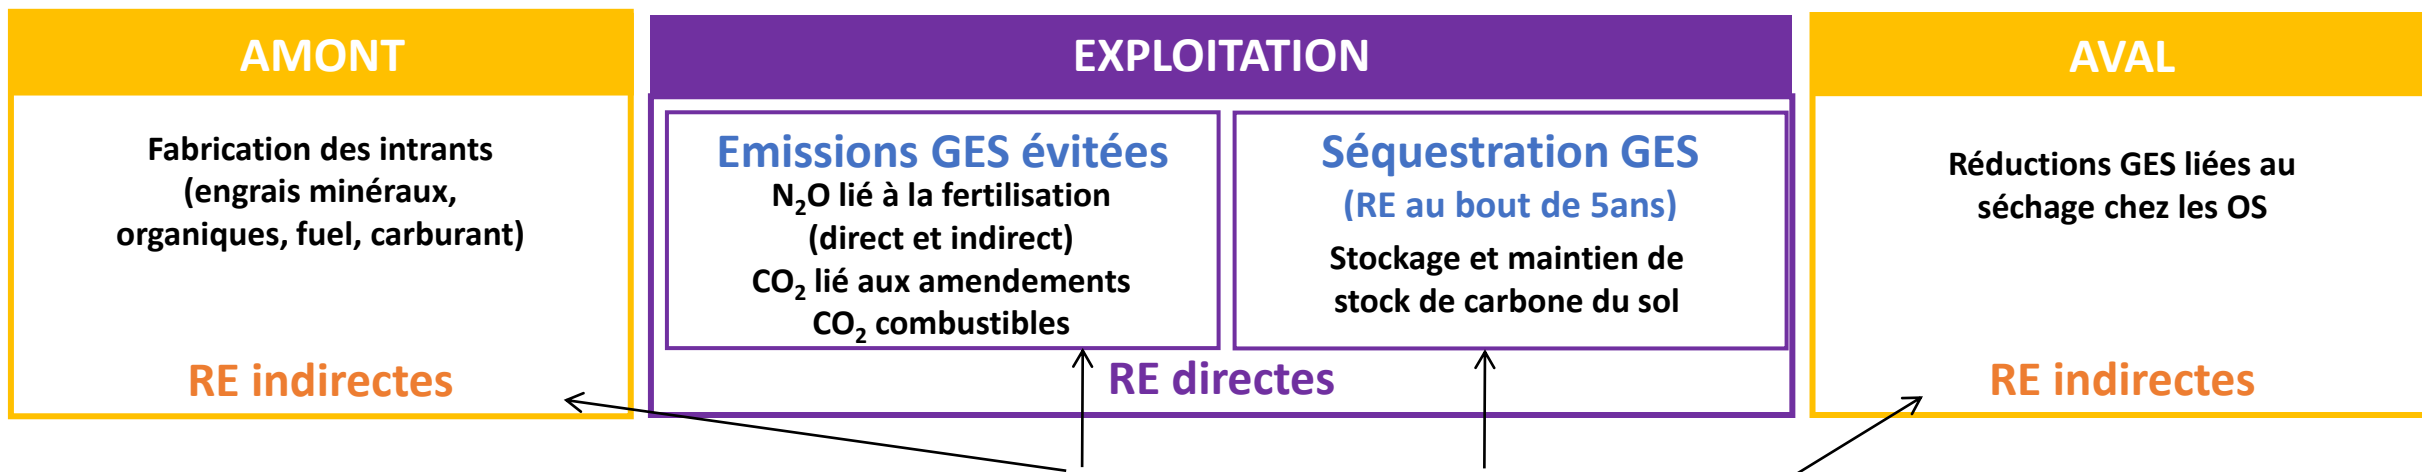 AMONT
Fabrication des intrants
(engrais minéraux,
organiques, fuel, carburant)
RE indirectes
EXPLOITATION
Emissions GES évitées
N₂O lié à la fertilisation
(direct et indirect)
CO₂ lié aux amendements
CO₂ combustibles
Séquestration GES
(RE au bout de 5ans)
Stockage et maintien de
stock de carbone du sol
RE directes
AVAL
Réductions GES liées au
séchage chez les OS
RE indirectes